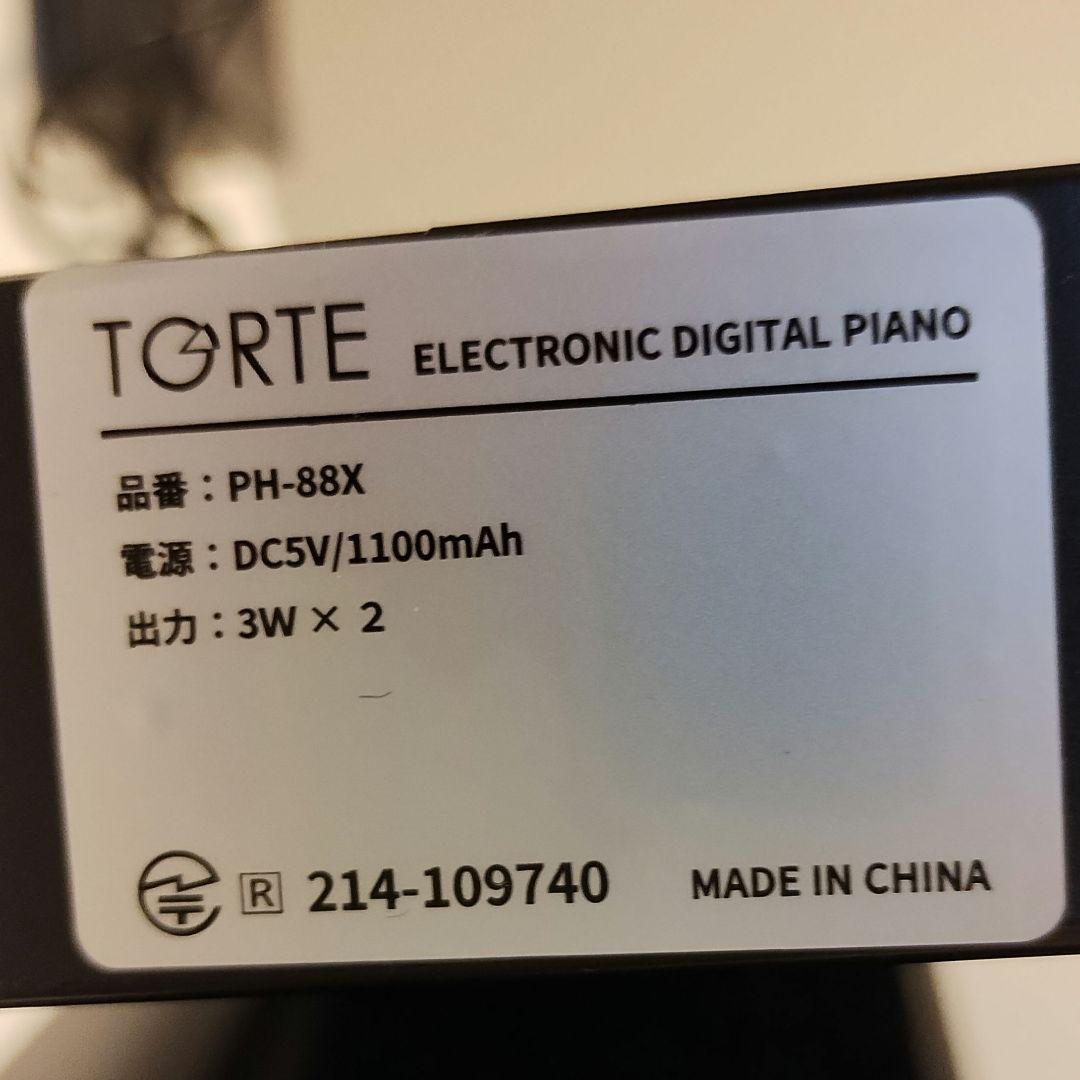 TORTE ELECTRONIC DIGITAL PIANO
品番：PH-88X
電源：DC5V/1100mAh
出力：3W × 2
R 214-109740 MADE IN CHINA